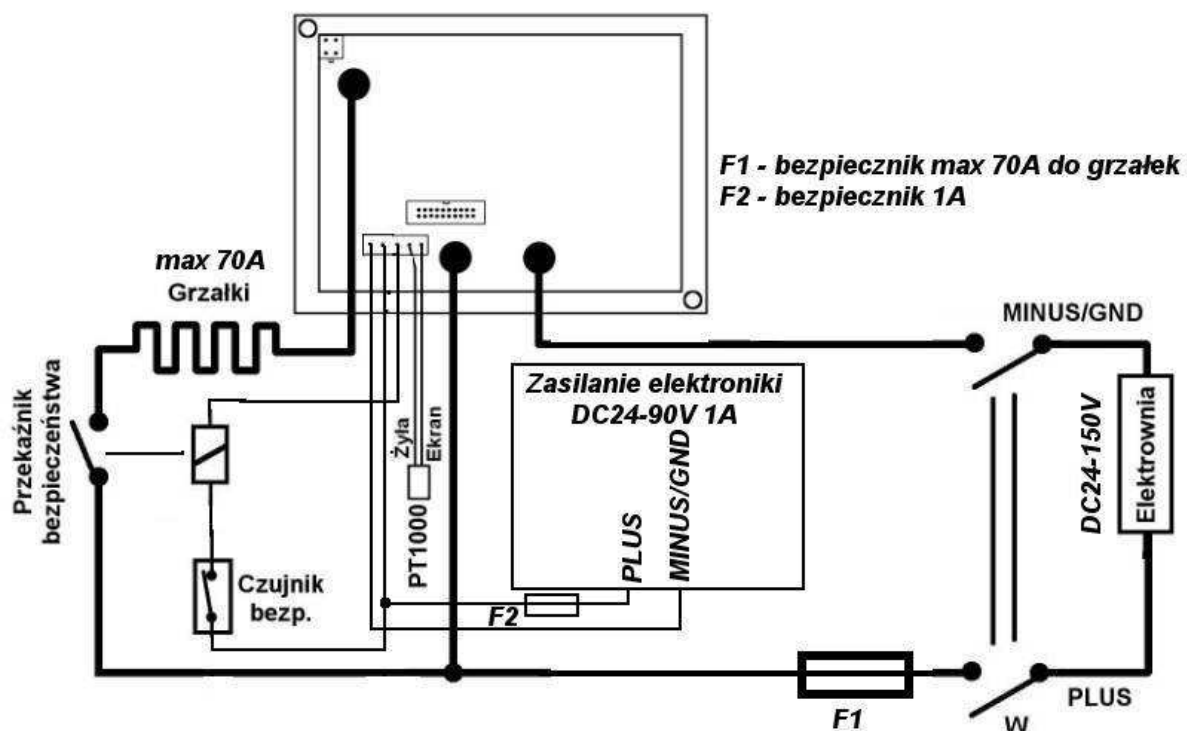 F1 - bezpiecznik max 70A do grzałek
F2 - bezpiecznik 1A
max 70A
Grzałki
MINUS/GND
Zasilanie elektroniki
DC24-90V 1A
Przekaźnik
bezpieczeństwa
Żyła
Ekran
DC24-150V
Elektrownia
PLUS
MINUS/GND
PT1000
Czujnik
bezp.
F2
PLUS
F1
W